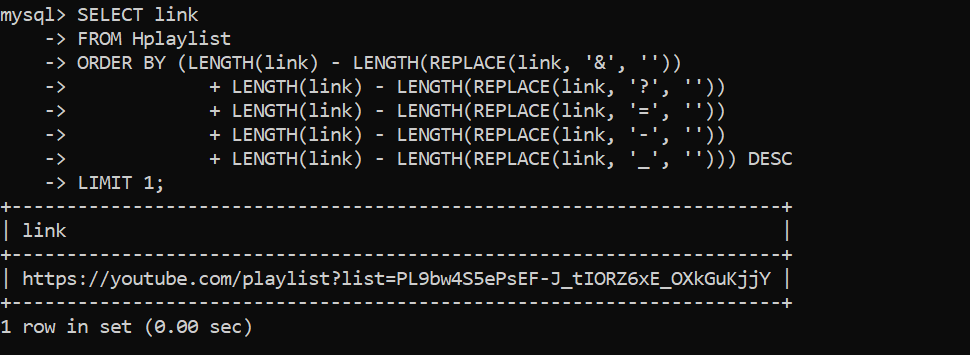 mysql> SELECT link
    -> FROM Hplaylist
    -> ORDER BY (LENGTH(link) - LENGTH(REPLACE(link, '&', ''))
    ->           + LENGTH(link) - LENGTH(REPLACE(link, '?', ''))
    ->           + LENGTH(link) - LENGTH(REPLACE(link, '=', ''))
    ->           + LENGTH(link) - LENGTH(REPLACE(link, '-', ''))
    ->           + LENGTH(link) - LENGTH(REPLACE(link, '_', ''))) DESC
    -> LIMIT 1;
+---------------------------------------------------------------+
| link                                                          |
+---------------------------------------------------------------+
| https://youtube.com/playlist?list=PL9bw4S5ePsEF-J_tIORZ6xE_OXkGuKjjY |
+---------------------------------------------------------------+
1 row in set (0.00 sec)